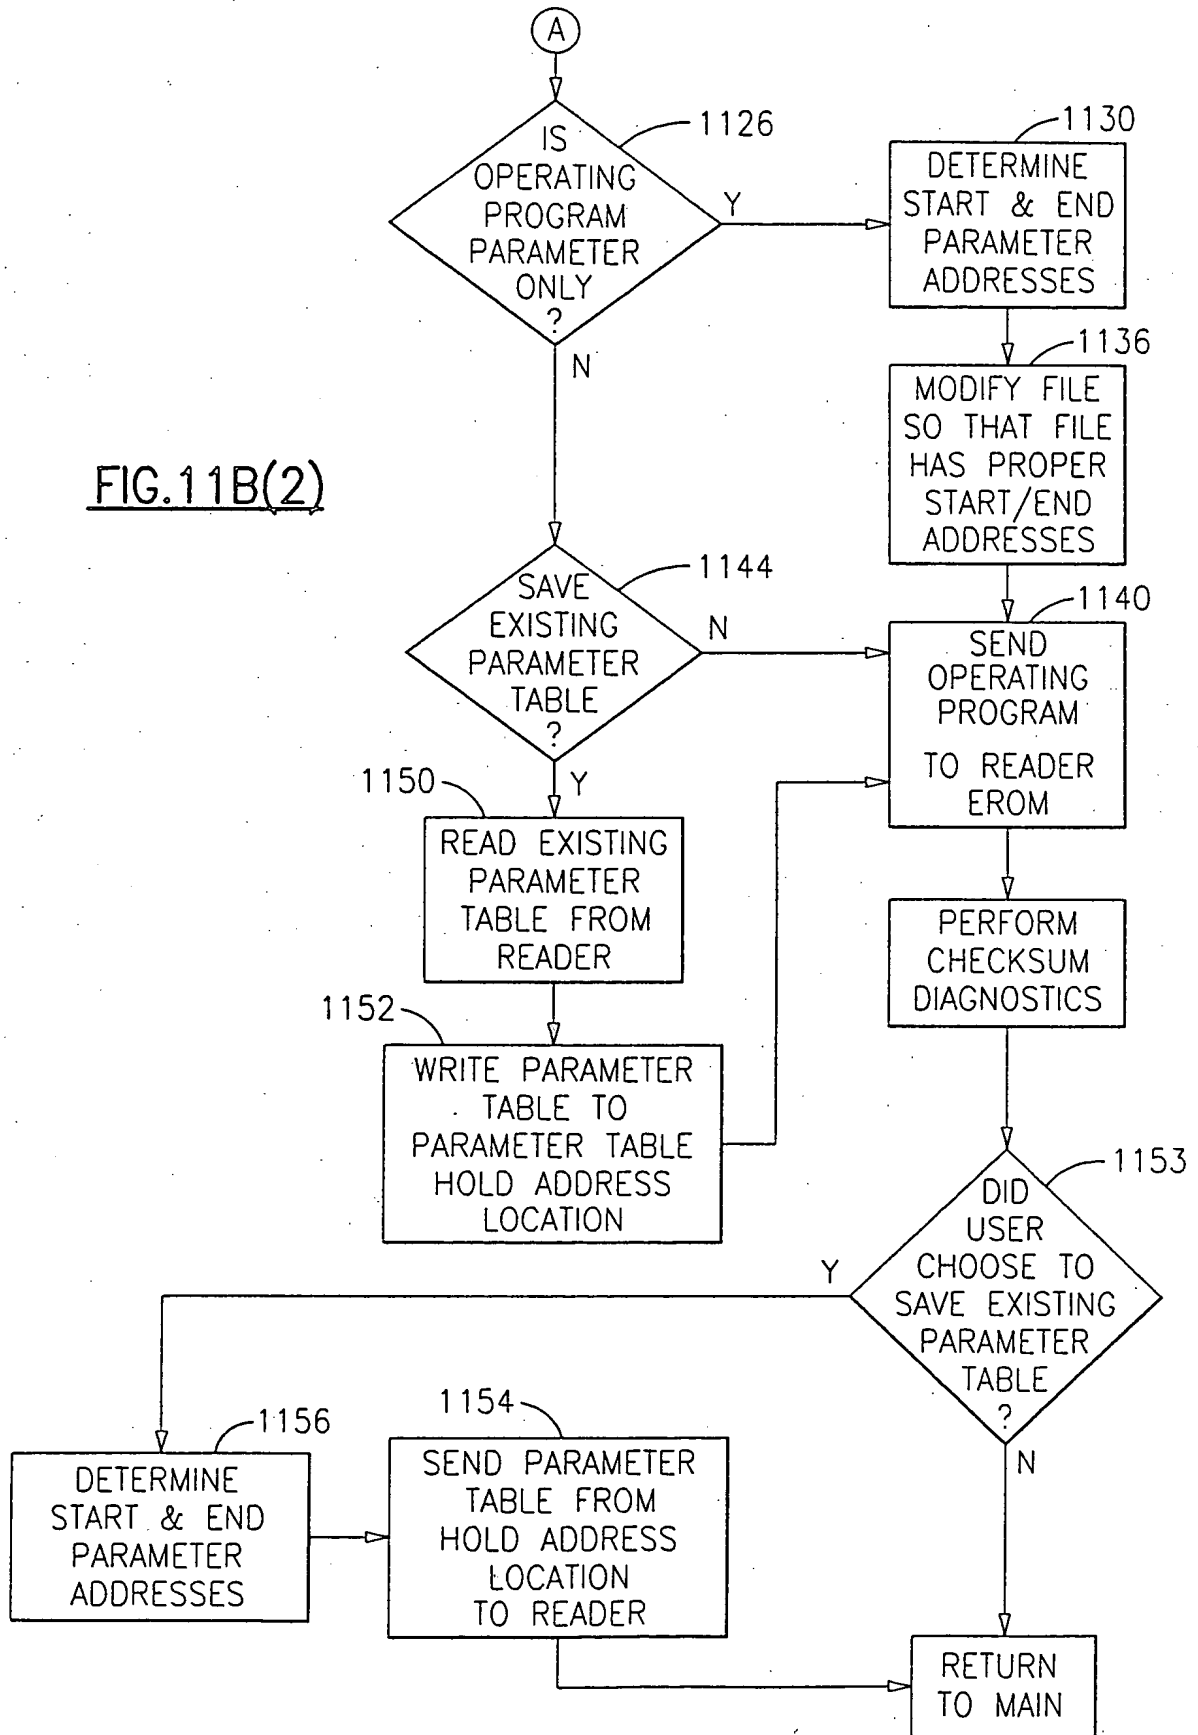 A
1126
IS
OPERATING
PROGRAM
PARAMETER
ONLY
?
Y
N
1130
DETERMINE
START & END
PARAMETER
ADDRESSES
1136
MODIFY FILE
SO THAT FILE
HAS PROPER
START/END
ADDRESSES
FIG.11B(2)
1144
SAVE
EXISTING
PARAMETER
TABLE
?
N
Y
1140
SEND
OPERATING
PROGRAM
TO READER
EROM
1150
READ EXISTING
PARAMETER
TABLE FROM
READER
PERFORM
CHECKSUM
DIAGNOSTICS
1152
WRITE PARAMETER
TABLE TO
PARAMETER TABLE
HOLD ADDRESS
LOCATION
1153
DID
USER
CHOOSE TO
SAVE EXISTING
PARAMETER
TABLE
?
Y
N
1156
DETERMINE
START & END
PARAMETER
ADDRESSES
1154
SEND PARAMETER
TABLE FROM
HOLD ADDRESS
LOCATION
TO READER
RETURN
TO MAIN